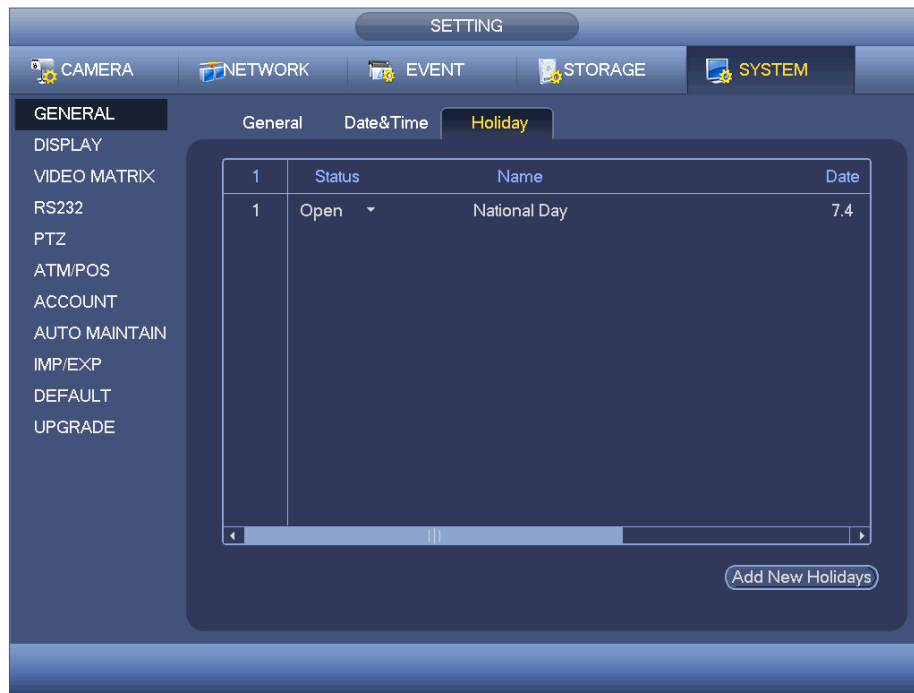 SETTING
CAMERA NETWORK EVENT STORAGE SYSTEM
GENERAL
DISPLAY
VIDEO MATRIX
RS232
PTZ
ATM/POS
ACCOUNT
AUTO MAINTAIN
IMP/EXP
DEFAULT
UPGRADE
General Date&Time Holiday
1 Status Name Date
1 Open National Day 7.4
Add New Holidays